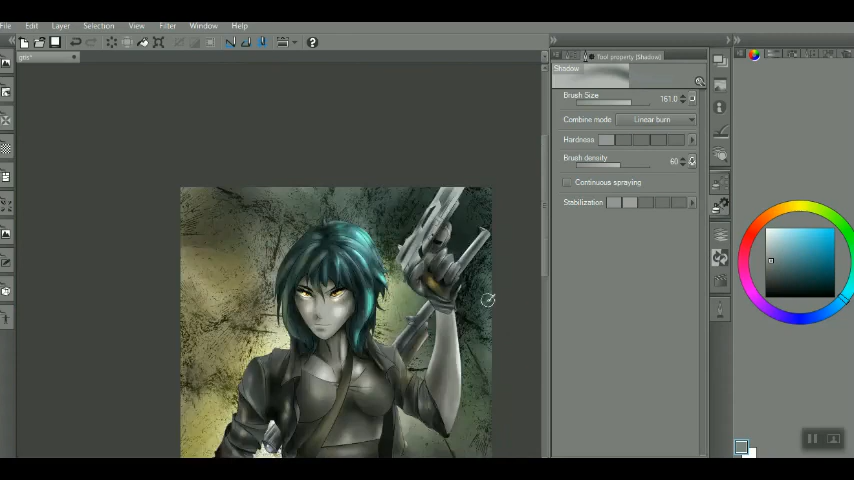 File Edit Layer Selection View Filter Window Help
Tool property (Shadow)
Shadow
Brush Size 161.0
Combine mode Linear burn
Hardness
Brush density 60
Continuous spraying
Stabilization